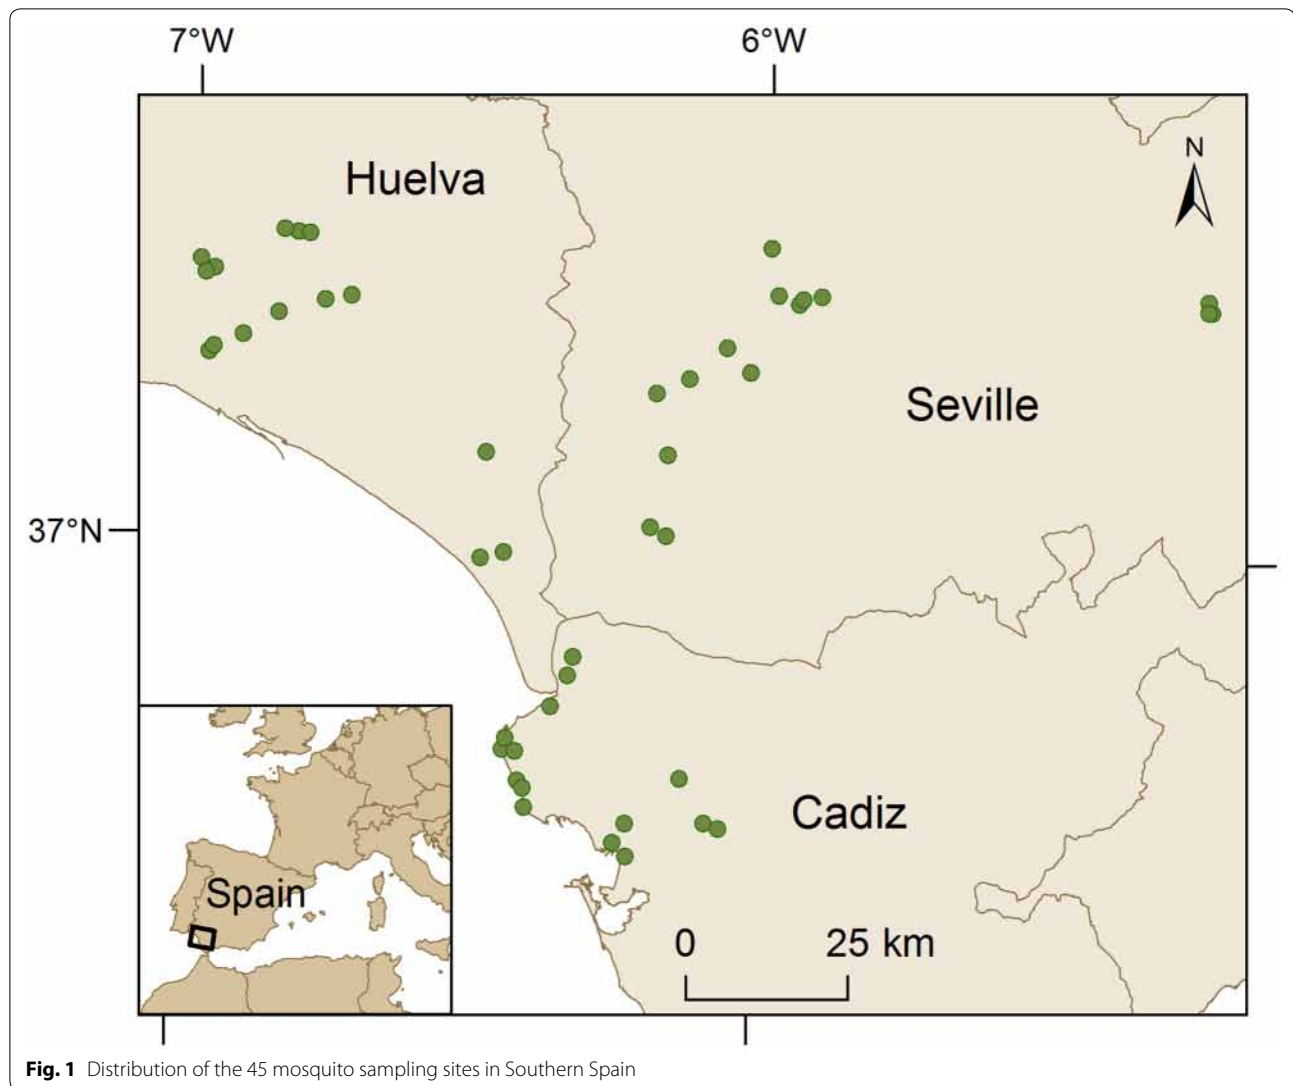 7°W 6°W
N
Huelva
Seville
37°N
Cadiz
Spain
0 25 km
Fig. 1 Distribution of the 45 mosquito sampling sites in Southern Spain